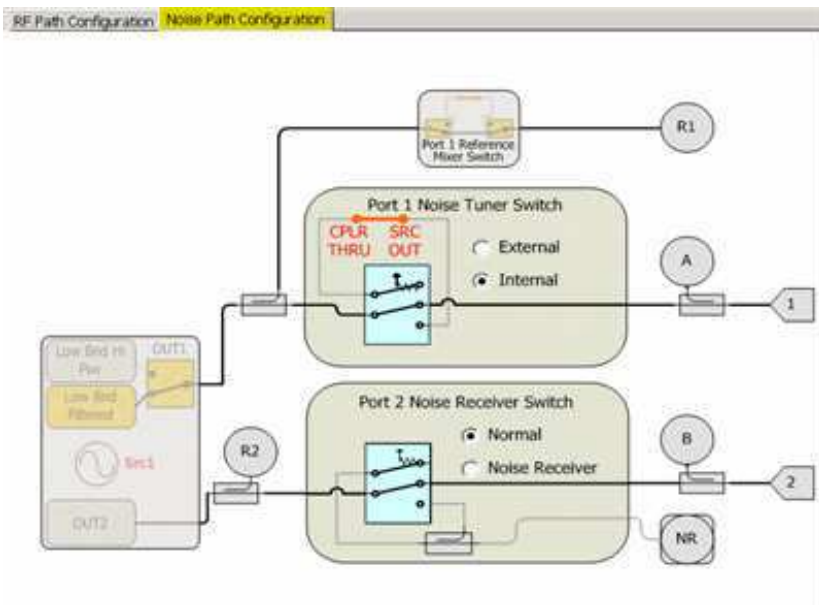 RF Path Configuration
Noise Path Configuration
Port 1 Reference
Mixer Switch
R1
Port 1 Noise Tuner Switch
CPLR
THRU
SRC
OUT
External
Internal
A
1
Low Bnd Hi
Pwr
OUT1
Low Bnd
Filtered
Src1
OUT2
R2
Port 2 Noise Receiver Switch
Normal
Noise Receiver
B
2
NR